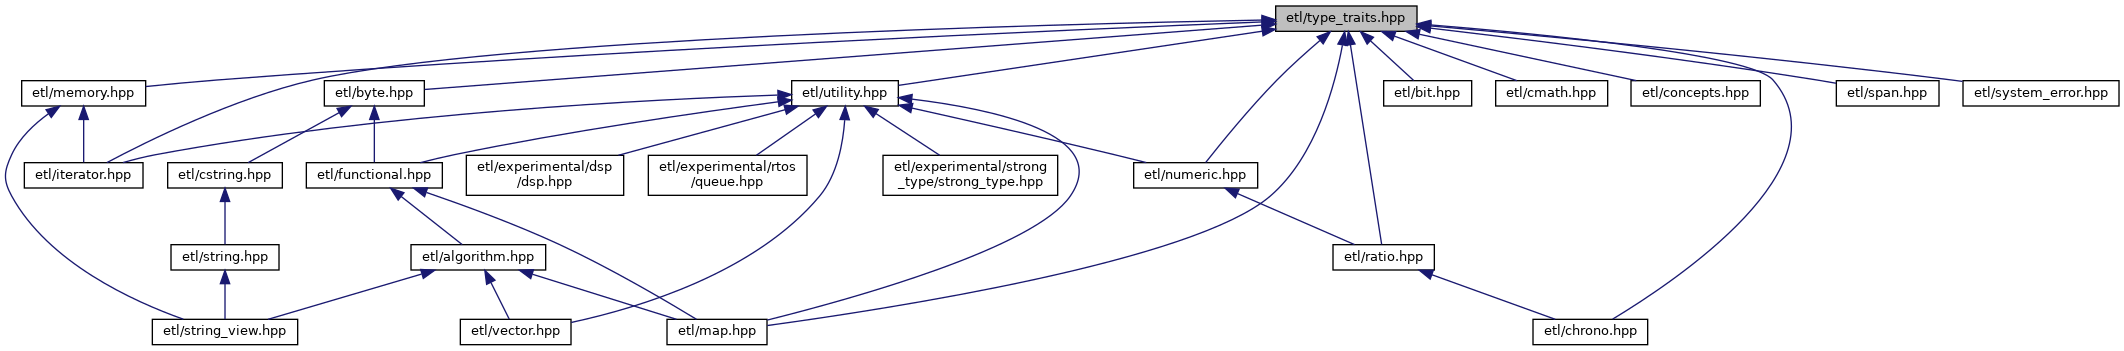 etl/type_traits.hpp
etl/memory.hpp
etl/byte.hpp
etl/utility.hpp
etl/bit.hpp
etl/cmath.hpp
etl/concepts.hpp
etl/span.hpp
etl/system_error.hpp
etl/iterator.hpp
etl/cstring.hpp
etl/functional.hpp
etl/experimental/dsp
/dsp.hpp
etl/experimental/rtos
/queue.hpp
etl/experimental/strong
_type/strong_type.hpp
etl/numeric.hpp
etl/string.hpp
etl/algorithm.hpp
etl/ratio.hpp
etl/string_view.hpp
etl/vector.hpp
etl/map.hpp
etl/chrono.hpp